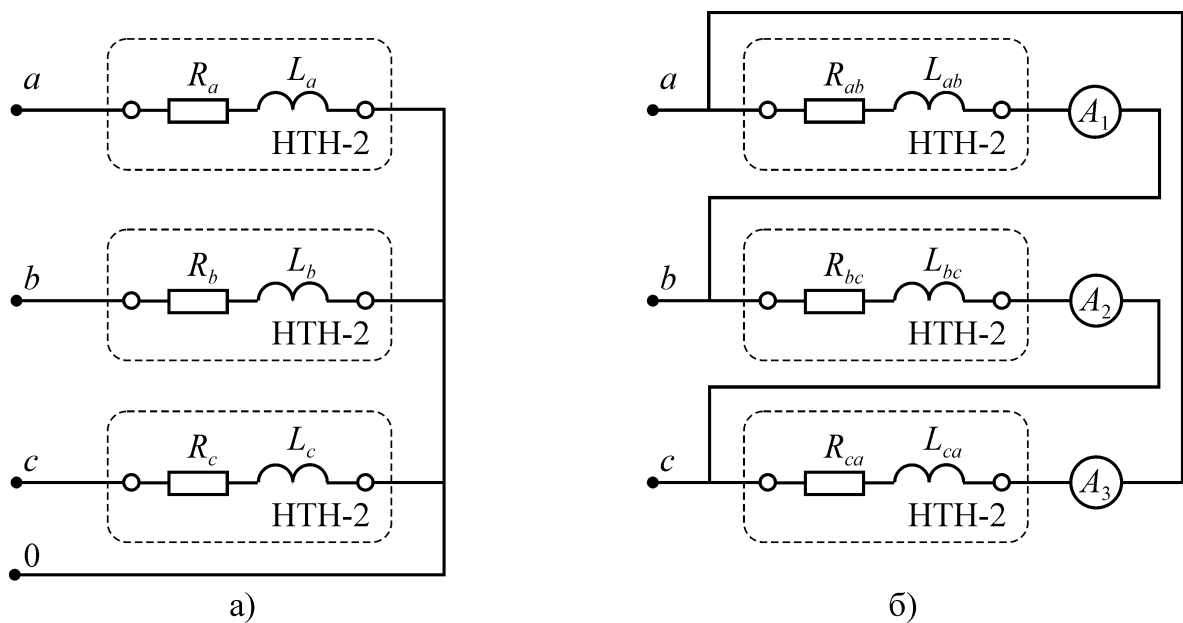 a R_a L_a
НТН-2
b R_b L_b
НТН-2
c R_c L_c
НТН-2
0
а)
a R_ab L_ab A_1
НТН-2
b R_bc L_bc A_2
НТН-2
c R_ca L_ca A_3
НТН-2
б)